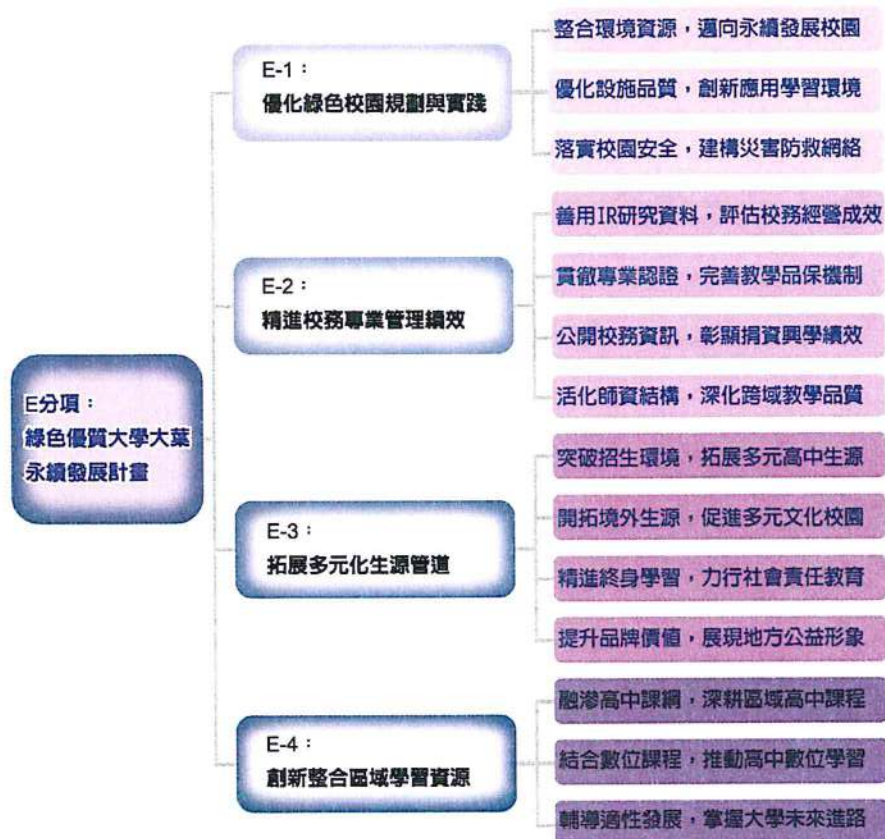 E分項：
綠色優質大學大葉
永續發展計畫
E-1：
優化綠色校園規劃與實踐
整合環境資源，邁向永續發展校園
優化設施品質，創新應用學習環境
落實校園安全，建構災害防救網絡
E-2：
精進校務專業管理績效
善用IR研究資料，評估校務經營成效
貫徹專業認證，完善教學品保機制
公開校務資訊，彰顯捐資興學績效
活化師資結構，深化跨域教學品質
E-3：
拓展多元化生源管道
突破招生環境，拓展多元高中生源
開拓境外生源，促進多元文化校園
精進終身學習，力行社會責任教育
提升品牌價值，展現地方公益形象
E-4：
創新整合區域學習資源
融滲高中課綱，深耕區域高中課程
結合數位課程，推動高中數位學習
輔導適性發展，掌握大學未來進路